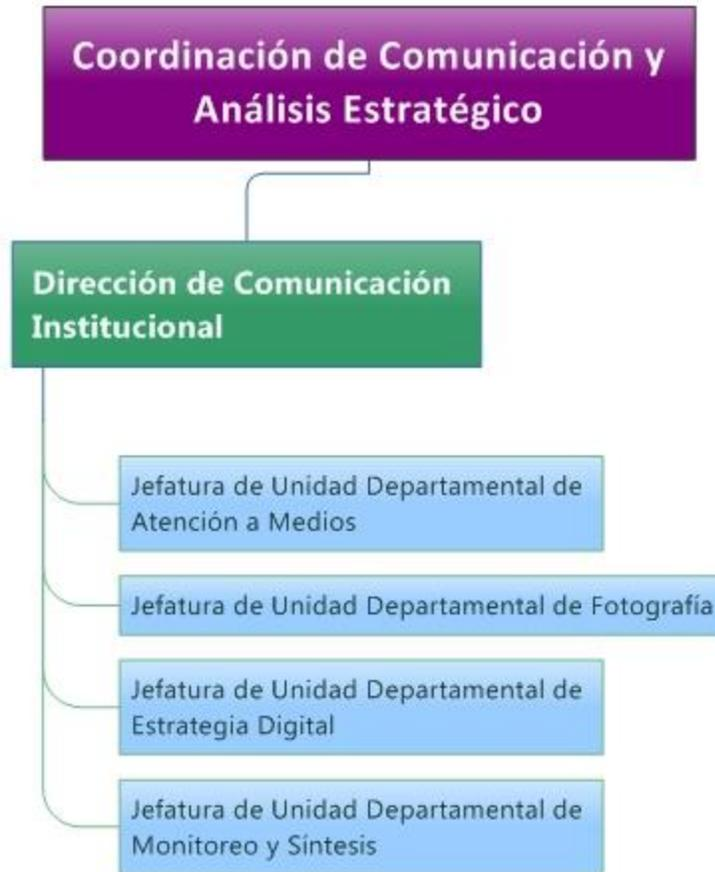 Coordinación de Comunicación y
Análisis Estratégico
Dirección de Comunicación
Institucional
Jefatura de Unidad Departamental de
Atención a Medios
Jefatura de Unidad Departamental de Fotografía
Jefatura de Unidad Departamental de
Estrategia Digital
Jefatura de Unidad Departamental de
Monitoreo y Síntesis